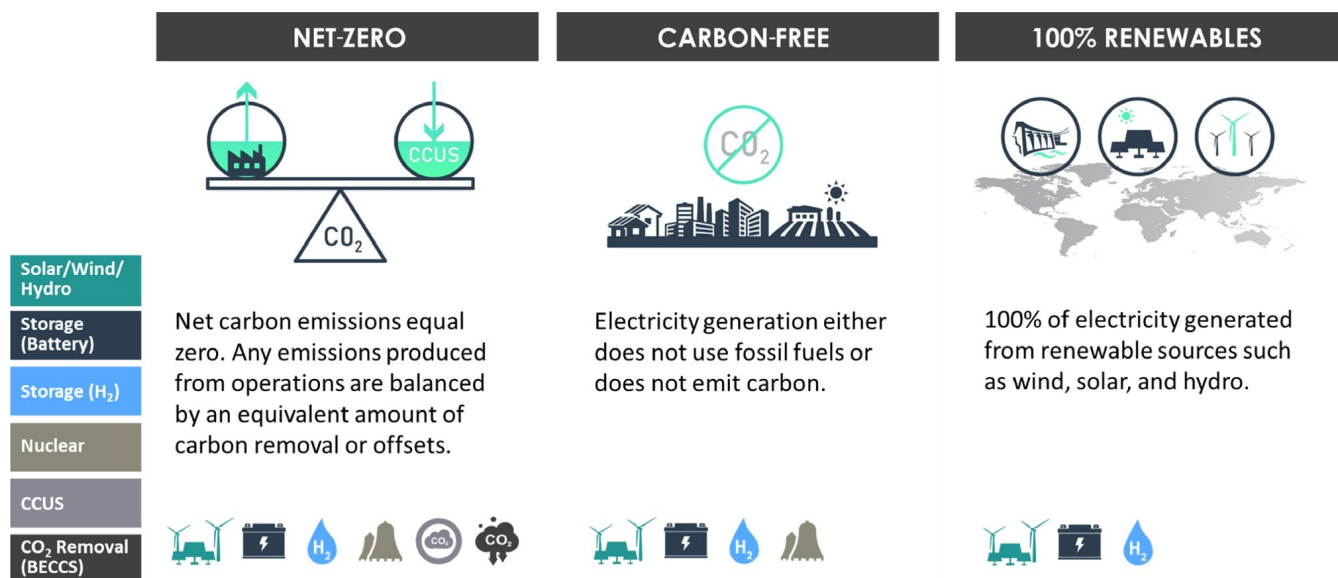 NET-ZERO
CARBON-FREE
100% RENEWABLES
CCUS
CO₂
CO₂
Solar/Wind/
Hydro
Storage
(Battery)
Storage (H₂)
Nuclear
CCUS
CO₂ Removal
(BECCS)
Net carbon emissions equal
zero. Any emissions produced
from operations are balanced
by an equivalent amount of
carbon removal or offsets.
Electricity generation either
does not use fossil fuels or
does not emit carbon.
100% of electricity generated
from renewable sources such
as wind, solar, and hydro.
H₂
CO₂
CO₂
H₂
H₂